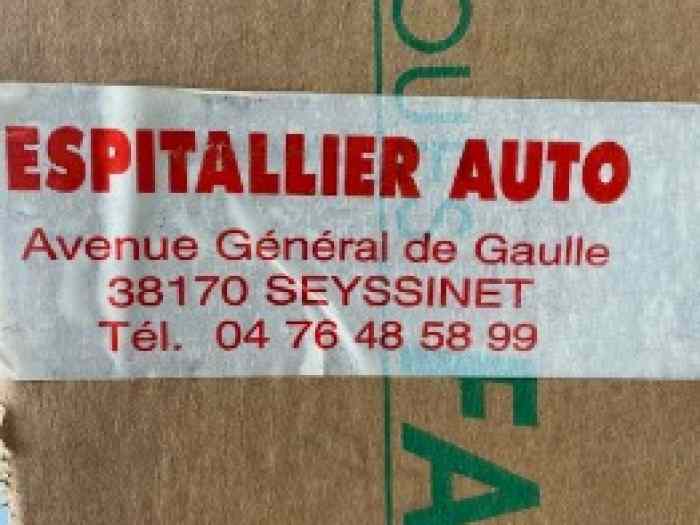 ESPITALLIER AUTO
Avenue Général de Gaulle
38170 SEYSSINET
Tél. 04 76 48 58 99